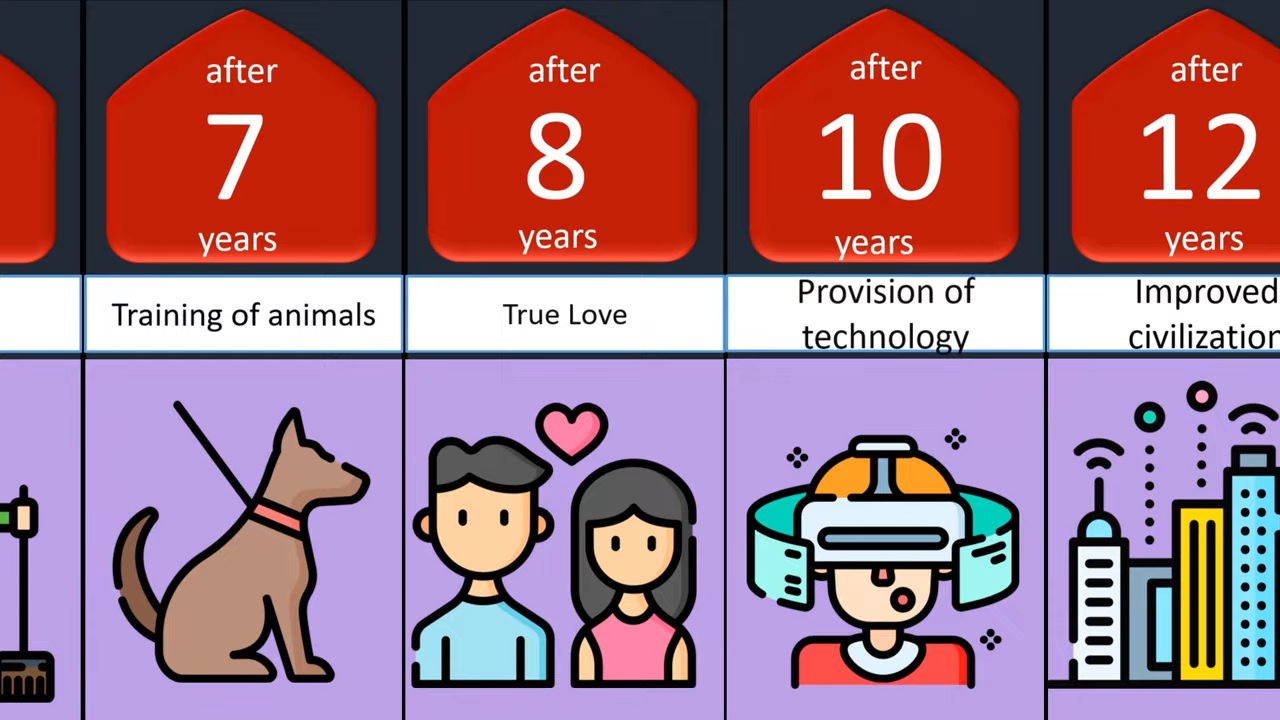 after
7
years
Training of animals
after
8
years
True Love
after
10
years
Provision of
technology
after
12
years
Improved
civilization